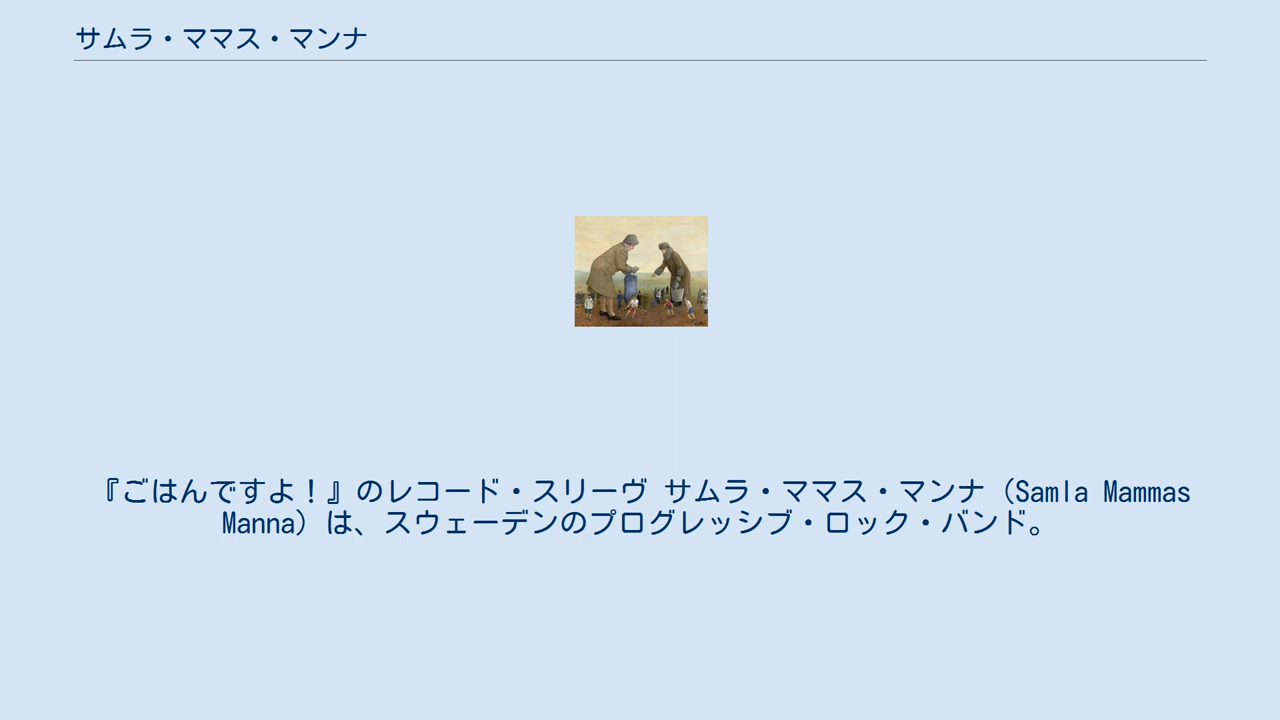 サムラ・ママス・マンナ
『ごはんですよ！』のレコード・スリーヴ サムラ・ママス・マンナ（Samla Mammas
Manna）は、スウェーデンのプログレッシブ・ロック・バンド。